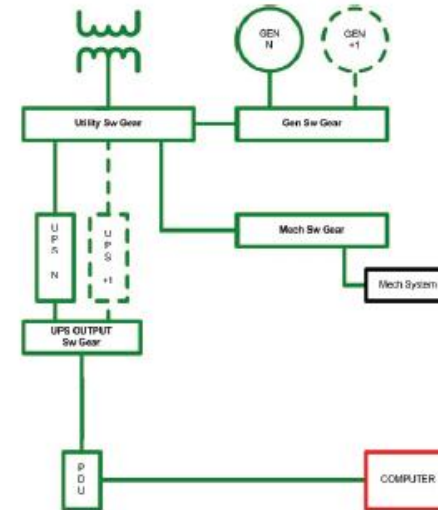 GEN
N
GEN
+1
Utility Sw Gear
Gen Sw Gear
U
P
S
N
U
P
S
+1
Mech Sw Gear
Mech System
UPS OUTPUT
Sw Gear
P
D
U
COMPUTER